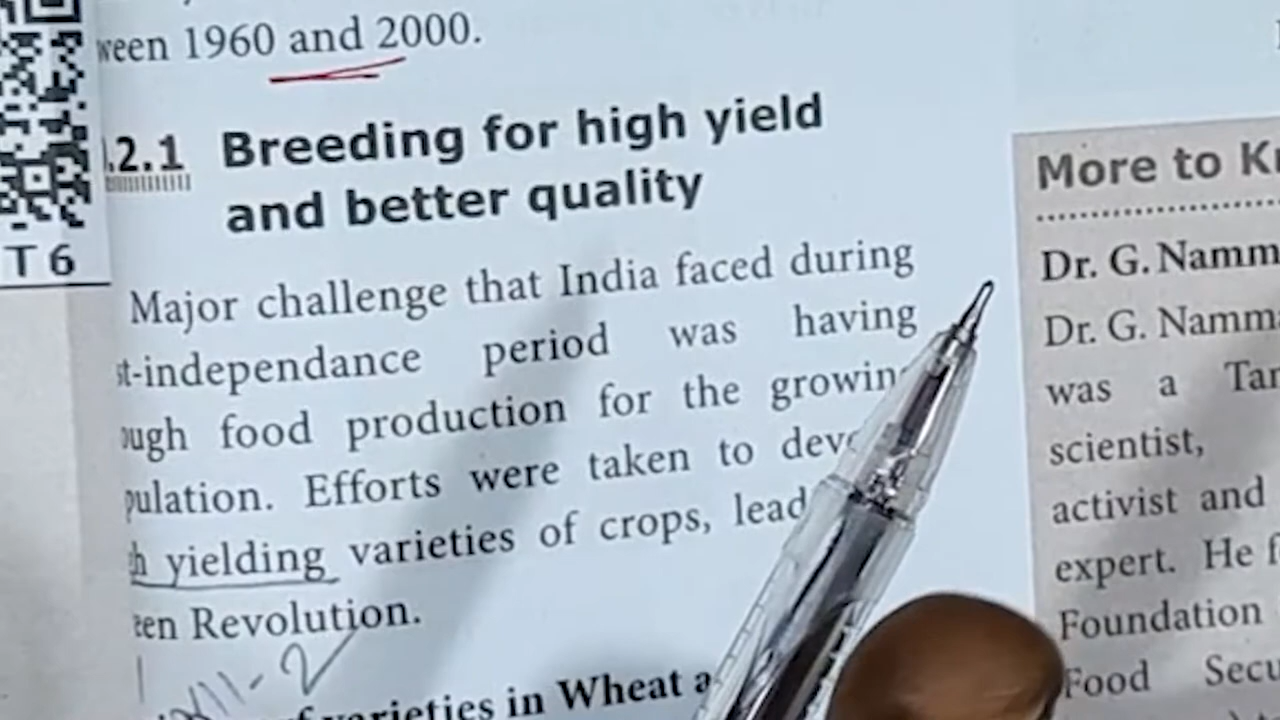 ween 1960 and 2000.
.2.1 Breeding for high yield
and better quality
T 6
Major challenge that India faced during
t-independance period was having
ugh food production for the growin
pulation. Efforts were taken to deve
h yielding varieties of crops, lead
een Revolution.
varieties in Wheat a
More to K
Dr. G. Namm
Dr. G. Namm
was a Tam
scientist,
activist and
expert. He f
Foundation
Food Secu